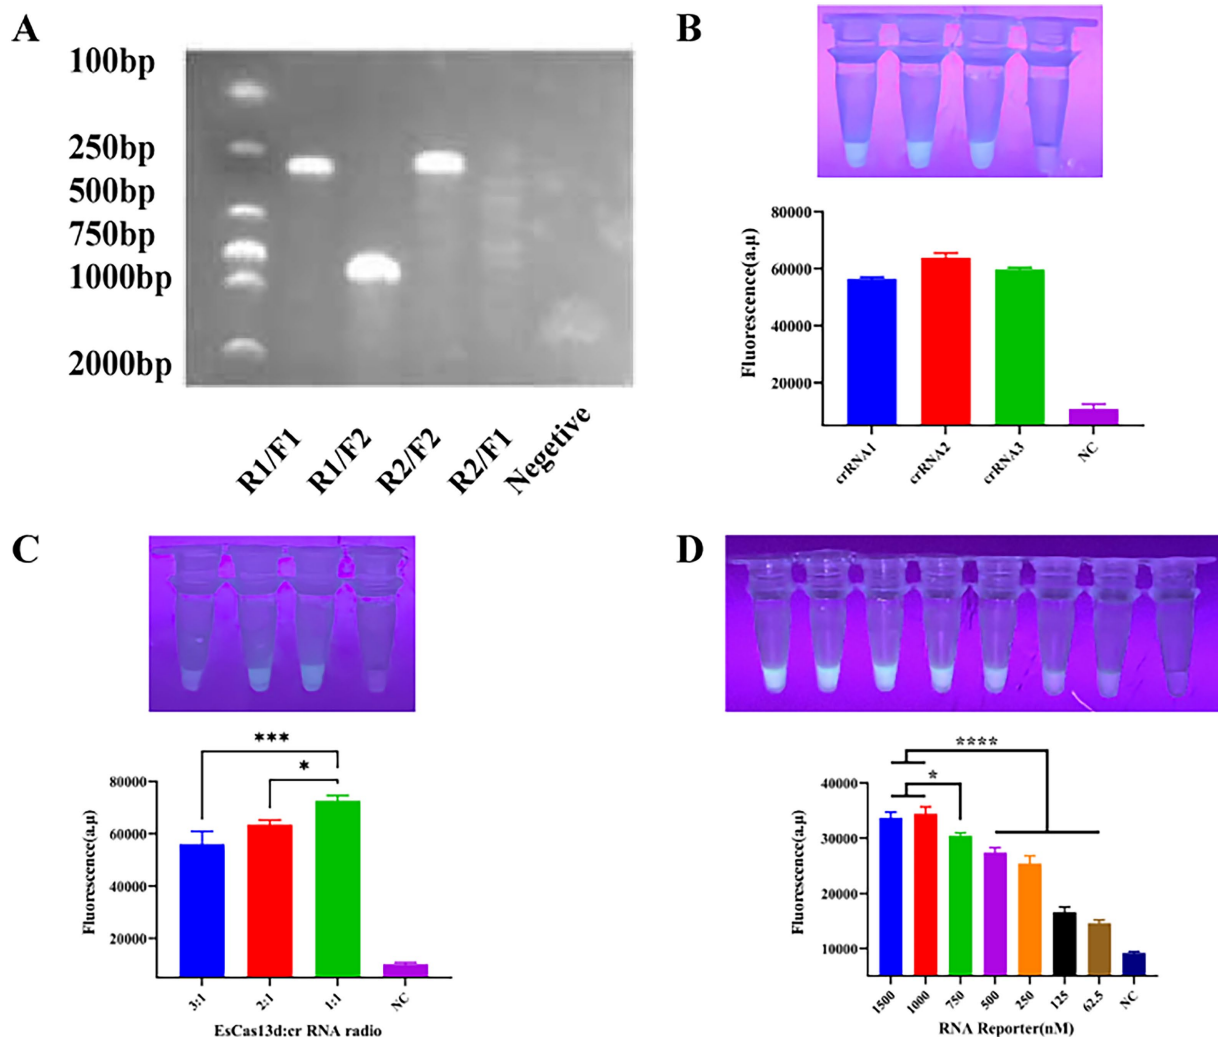 A
100bp
250bp
500bp
750bp
1000bp
2000bp
R1/F1
R1/F2
R2/F2
R2/F1
Negetive
B
80000
60000
40000
20000
Fluorescence(a.μ)
crRNA1
crRNA2
crRNA3
NC
C
***
*
80000
60000
40000
20000
Fluorescence(a.μ)
3:1
2:1
1:1
NC
EsCas13d:cr RNA radio
D
****
*
40000
30000
20000
10000
Fluorescence(a.μ)
1500
1000
750
500
250
125
62.5
NC
RNA Reporter(nM)